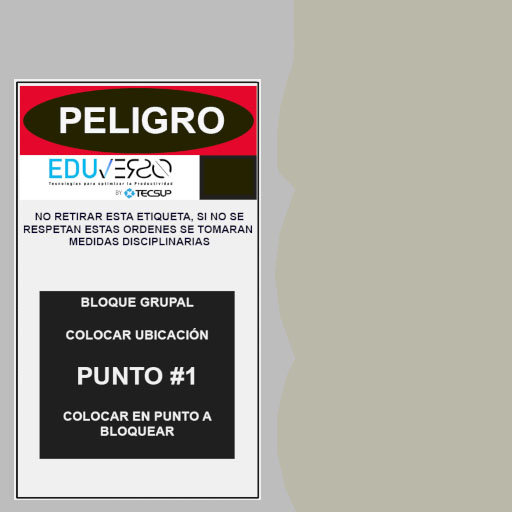 PELIGRO
EDUVERSO
Tecnologías para optimizar la Productividad
BY TECSUP
NO RETIRAR ESTA ETIQUETA, SI NO SE
RESPETAN ESTAS ORDENES SE TOMARAN
MEDIDAS DISCIPLINARIAS
BLOQUE GRUPAL
COLOCAR UBICACIÓN
PUNTO #1
COLOCAR EN PUNTO A
BLOQUEAR